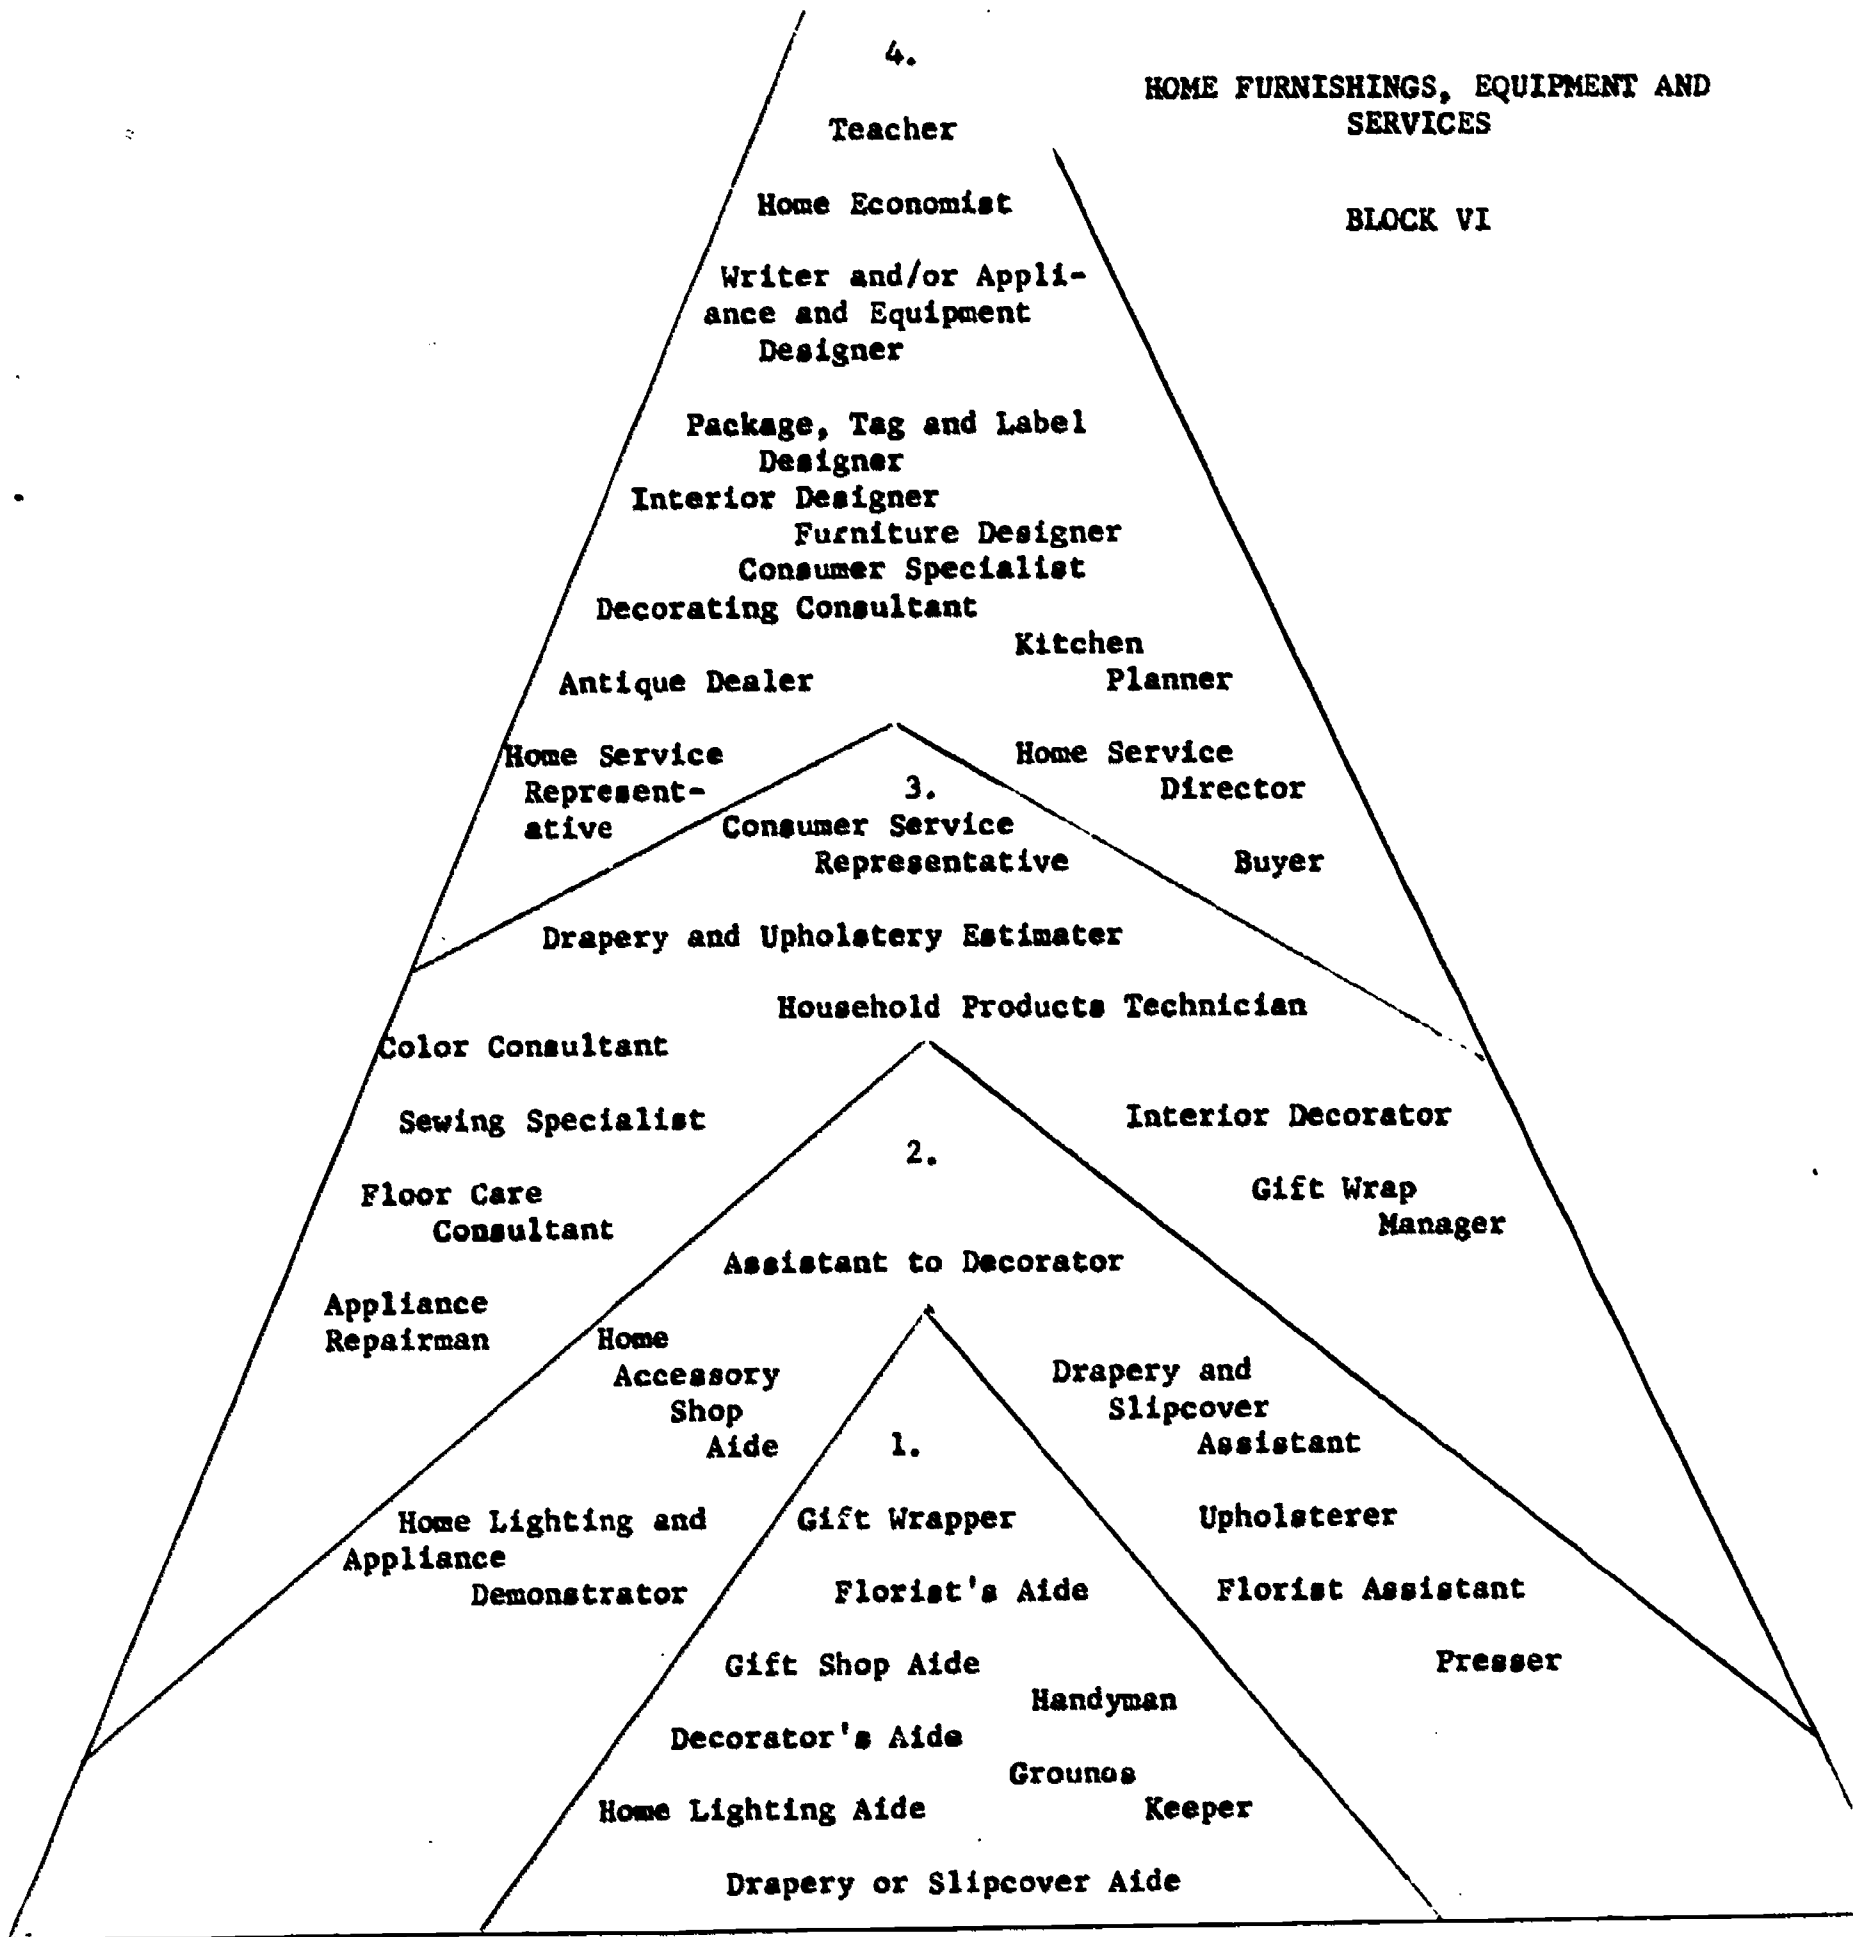 4.
HOME FURNISHINGS, EQUIPMENT AND
SERVICES
BLOCK VI
Teacher
Home Economist
Writer and/or Appli-
ance and Equipment
Designer
Package, Tag and Label
Designer
Interior Designer
Furniture Designer
Consumer Specialist
Decorating Consultant
Kitchen
Planner
Antique Dealer
Home Service
Represent-
ative
Home Service
Director
Buyer
3.
Consumer Service
Representative
Drapery and Upholstery Estimater
Household Products Technician
Color Consultant
Sewing Specialist
Floor Care
Consultant
Appliance
Repairman
Interior Decorator
Gift Wrap
Manager
2.
Assistant to Decorator
Home
Accessory
Shop
Aide
Home Lighting and
Appliance
Demonstrator
Drapery and
Slipcover
Assistant
Upholsterer
Florist Assistant
Presser
1.
Gift Wrapper
Florist's Aide
Gift Shop Aide
Handyman
Decorator's Aide
Grounds
Keeper
Home Lighting Aide
Drapery or Slipcover Aide